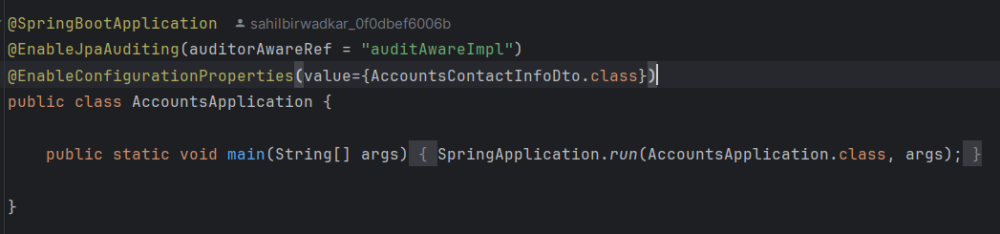 @SpringBootApplication sahilbirwadkar_0f0dbef6006b
@EnableJpaAuditing(auditorAwareRef = "auditAwareImpl")
@EnableConfigurationProperties(value={AccountsContactInfoDto.class})
public class AccountsApplication {
public static void main(String[] args) { SpringApplication.run(AccountsApplication.class, args); }
}